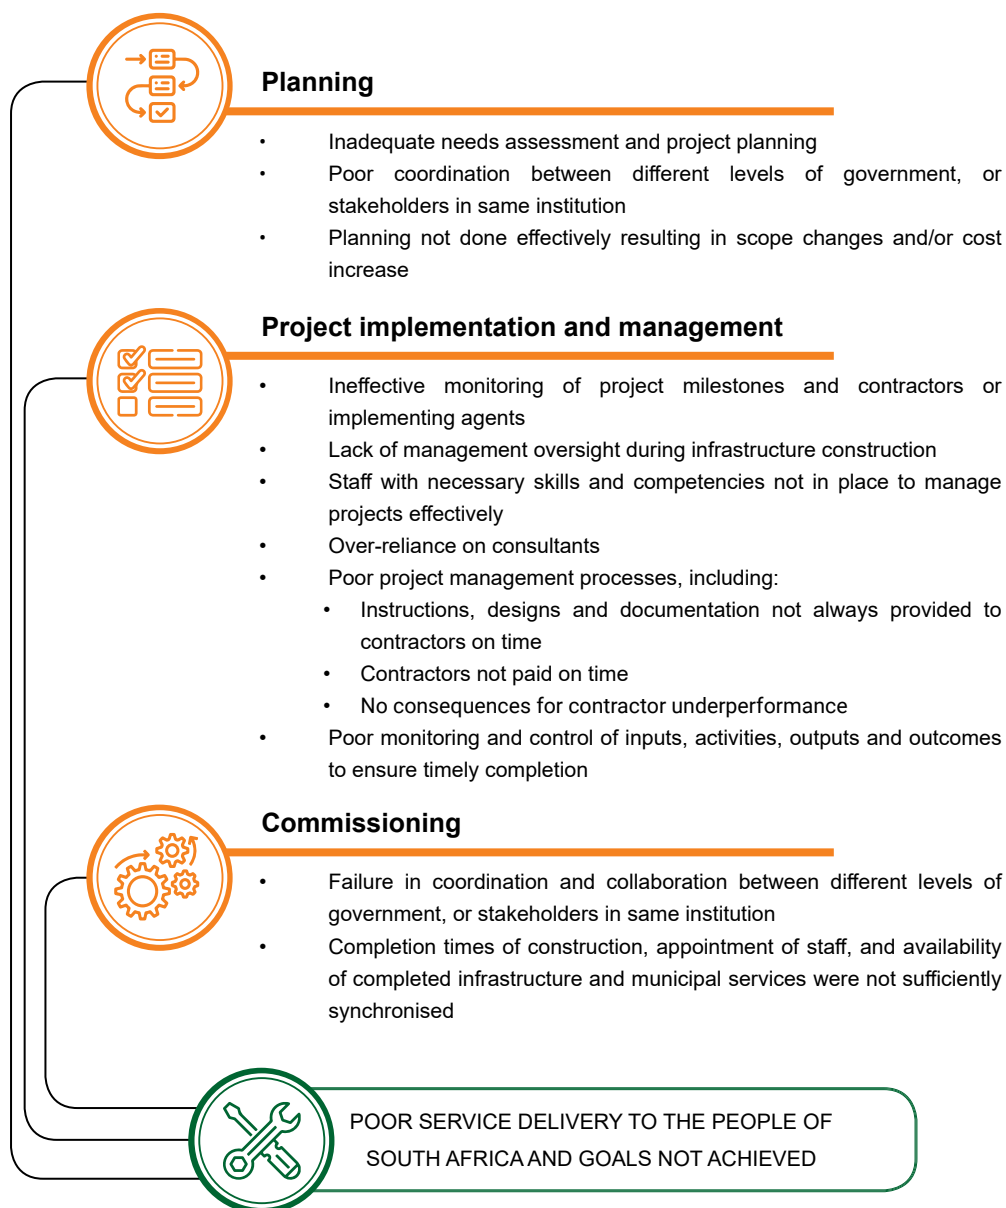 Planning
• Inadequate needs assessment and project planning
• Poor coordination between different levels of government, or
stakeholders in same institution
• Planning not done effectively resulting in scope changes and/or cost
increase
Project implementation and management
• Ineffective monitoring of project milestones and contractors or
implementing agents
• Lack of management oversight during infrastructure construction
• Staff with necessary skills and competencies not in place to manage
projects effectively
• Over-reliance on consultants
• Poor project management processes, including:
• Instructions, designs and documentation not always provided to
contractors on time
• Contractors not paid on time
• No consequences for contractor underperformance
• Poor monitoring and control of inputs, activities, outputs and outcomes
to ensure timely completion
Commissioning
• Failure in coordination and collaboration between different levels of
government, or stakeholders in same institution
• Completion times of construction, appointment of staff, and availability
of completed infrastructure and municipal services were not sufficiently
synchronised
POOR SERVICE DELIVERY TO THE PEOPLE OF
SOUTH AFRICA AND GOALS NOT ACHIEVED